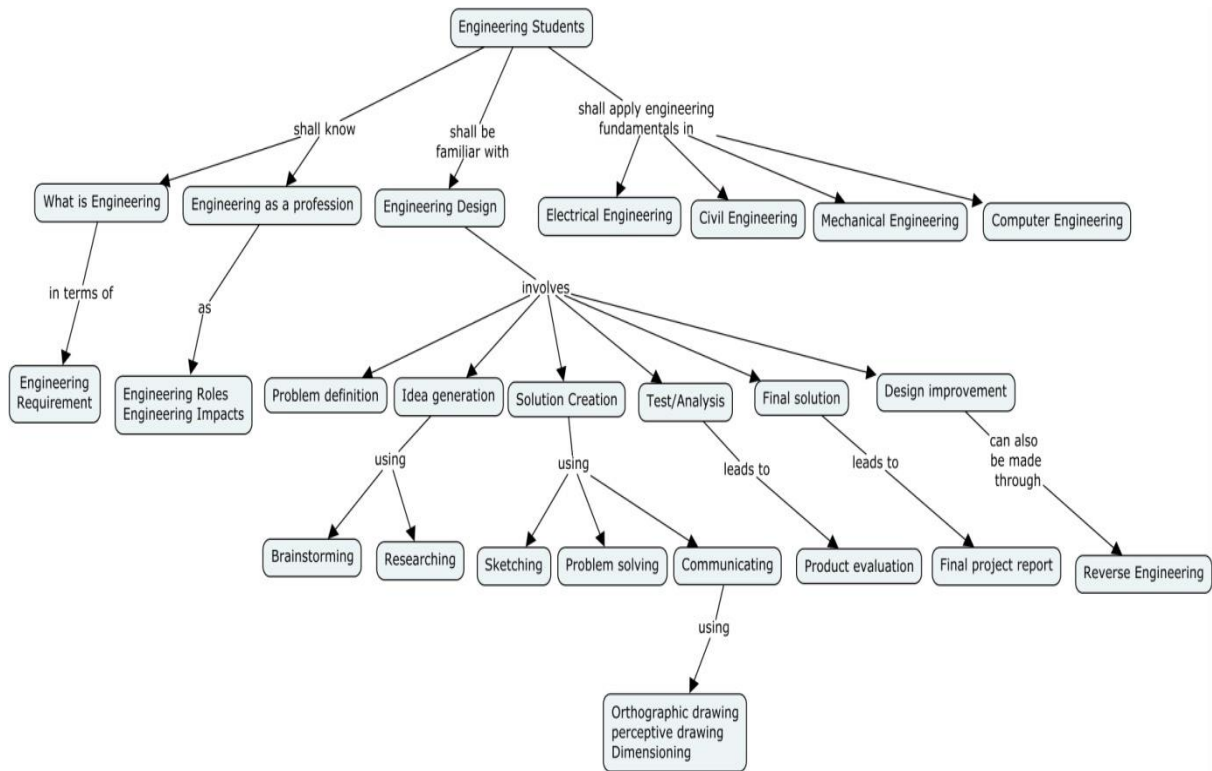 Engineering Students
shall know
shall be
familiar with
shall apply engineering
fundamentals in
What is Engineering
Engineering as a profession
Engineering Design
Electrical Engineering
Civil Engineering
Mechanical Engineering
Computer Engineering
in terms of
as
involves
Engineering
Requirement
Engineering Roles
Engineering Impacts
Problem definition
Idea generation
Solution Creation
Test/Analysis
Final solution
Design improvement
using
using
leads to
leads to
can also
be made
through
Brainstorming
Researching
Sketching
Problem solving
Communicating
Product evaluation
Final project report
Reverse Engineering
using
Orthographic drawing
perceptive drawing
Dimensioning